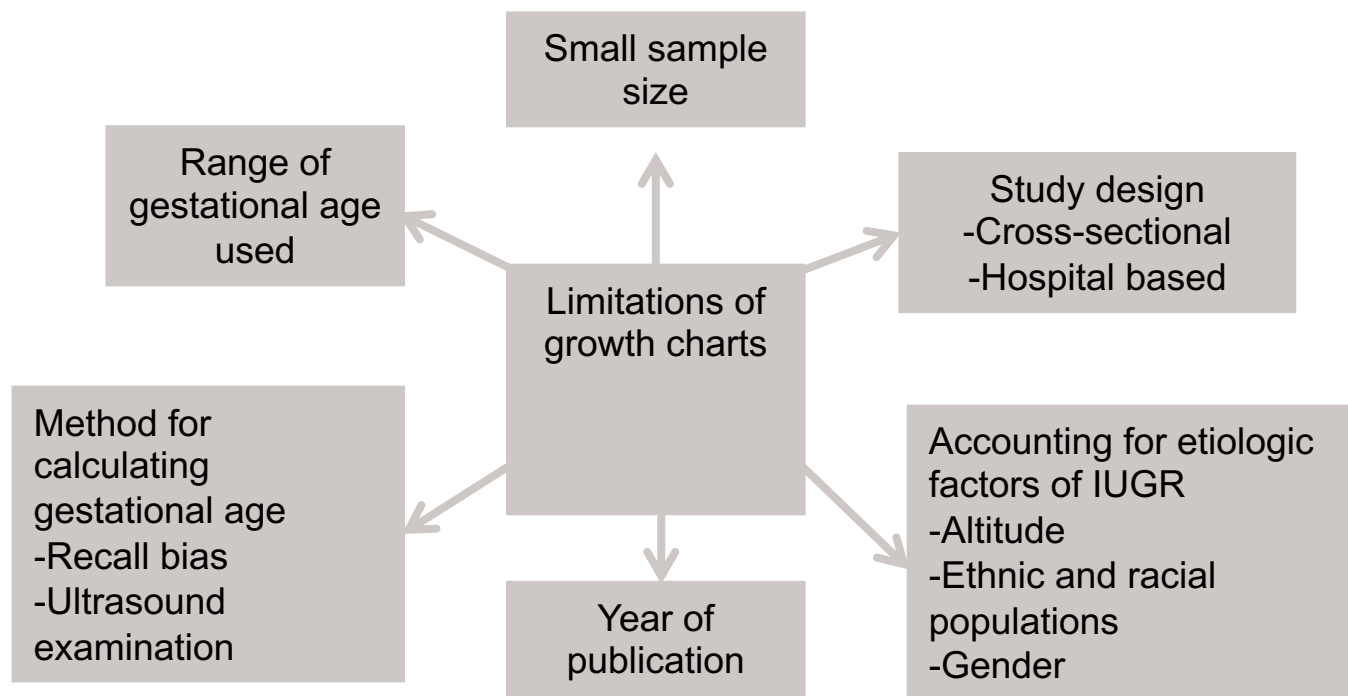 Small sample
size
Range of
gestational age
used
Study design
-Cross-sectional
-Hospital based
Limitations of
growth charts
Method for
calculating
gestational age
-Recall bias
-Ultrasound
examination
Year of
publication
Accounting for etiologic
factors of IUGR
-Altitude
-Ethnic and racial
populations
-Gender